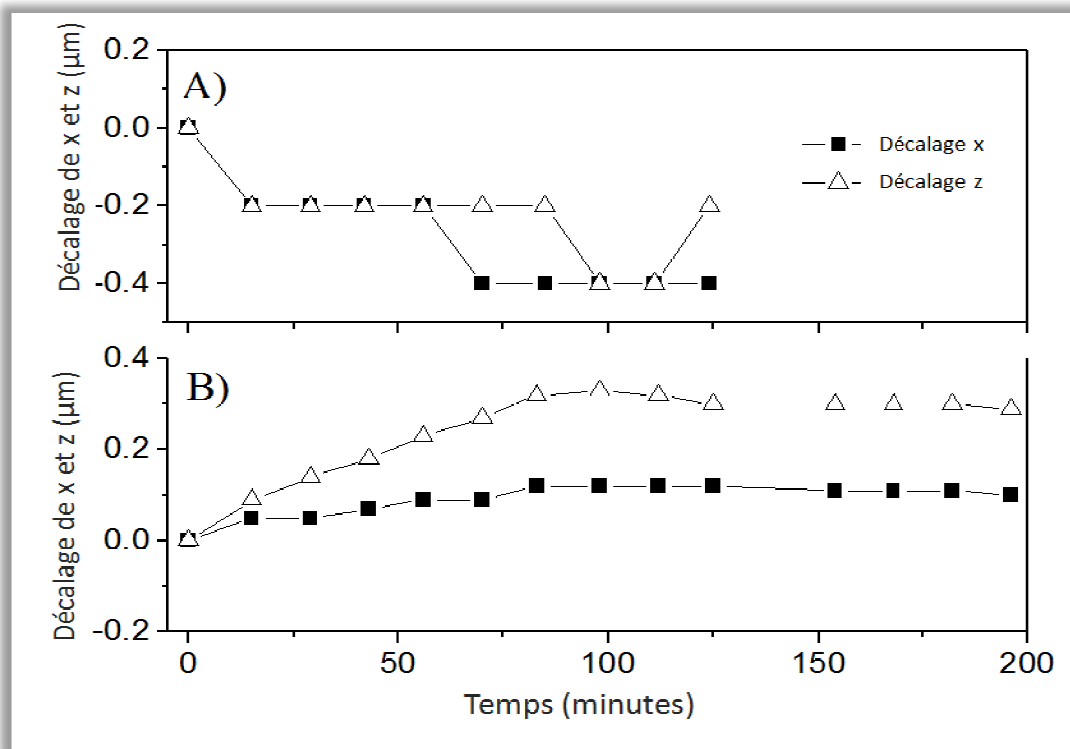 Décalage de x et z (µm)
0.2
0.0
-0.2
-0.4
A)
Décalage x
Décalage z
Décalage de x et z (µm)
0.4
0.2
0.0
-0.2
B)
0
50
100
150
200
Temps (minutes)